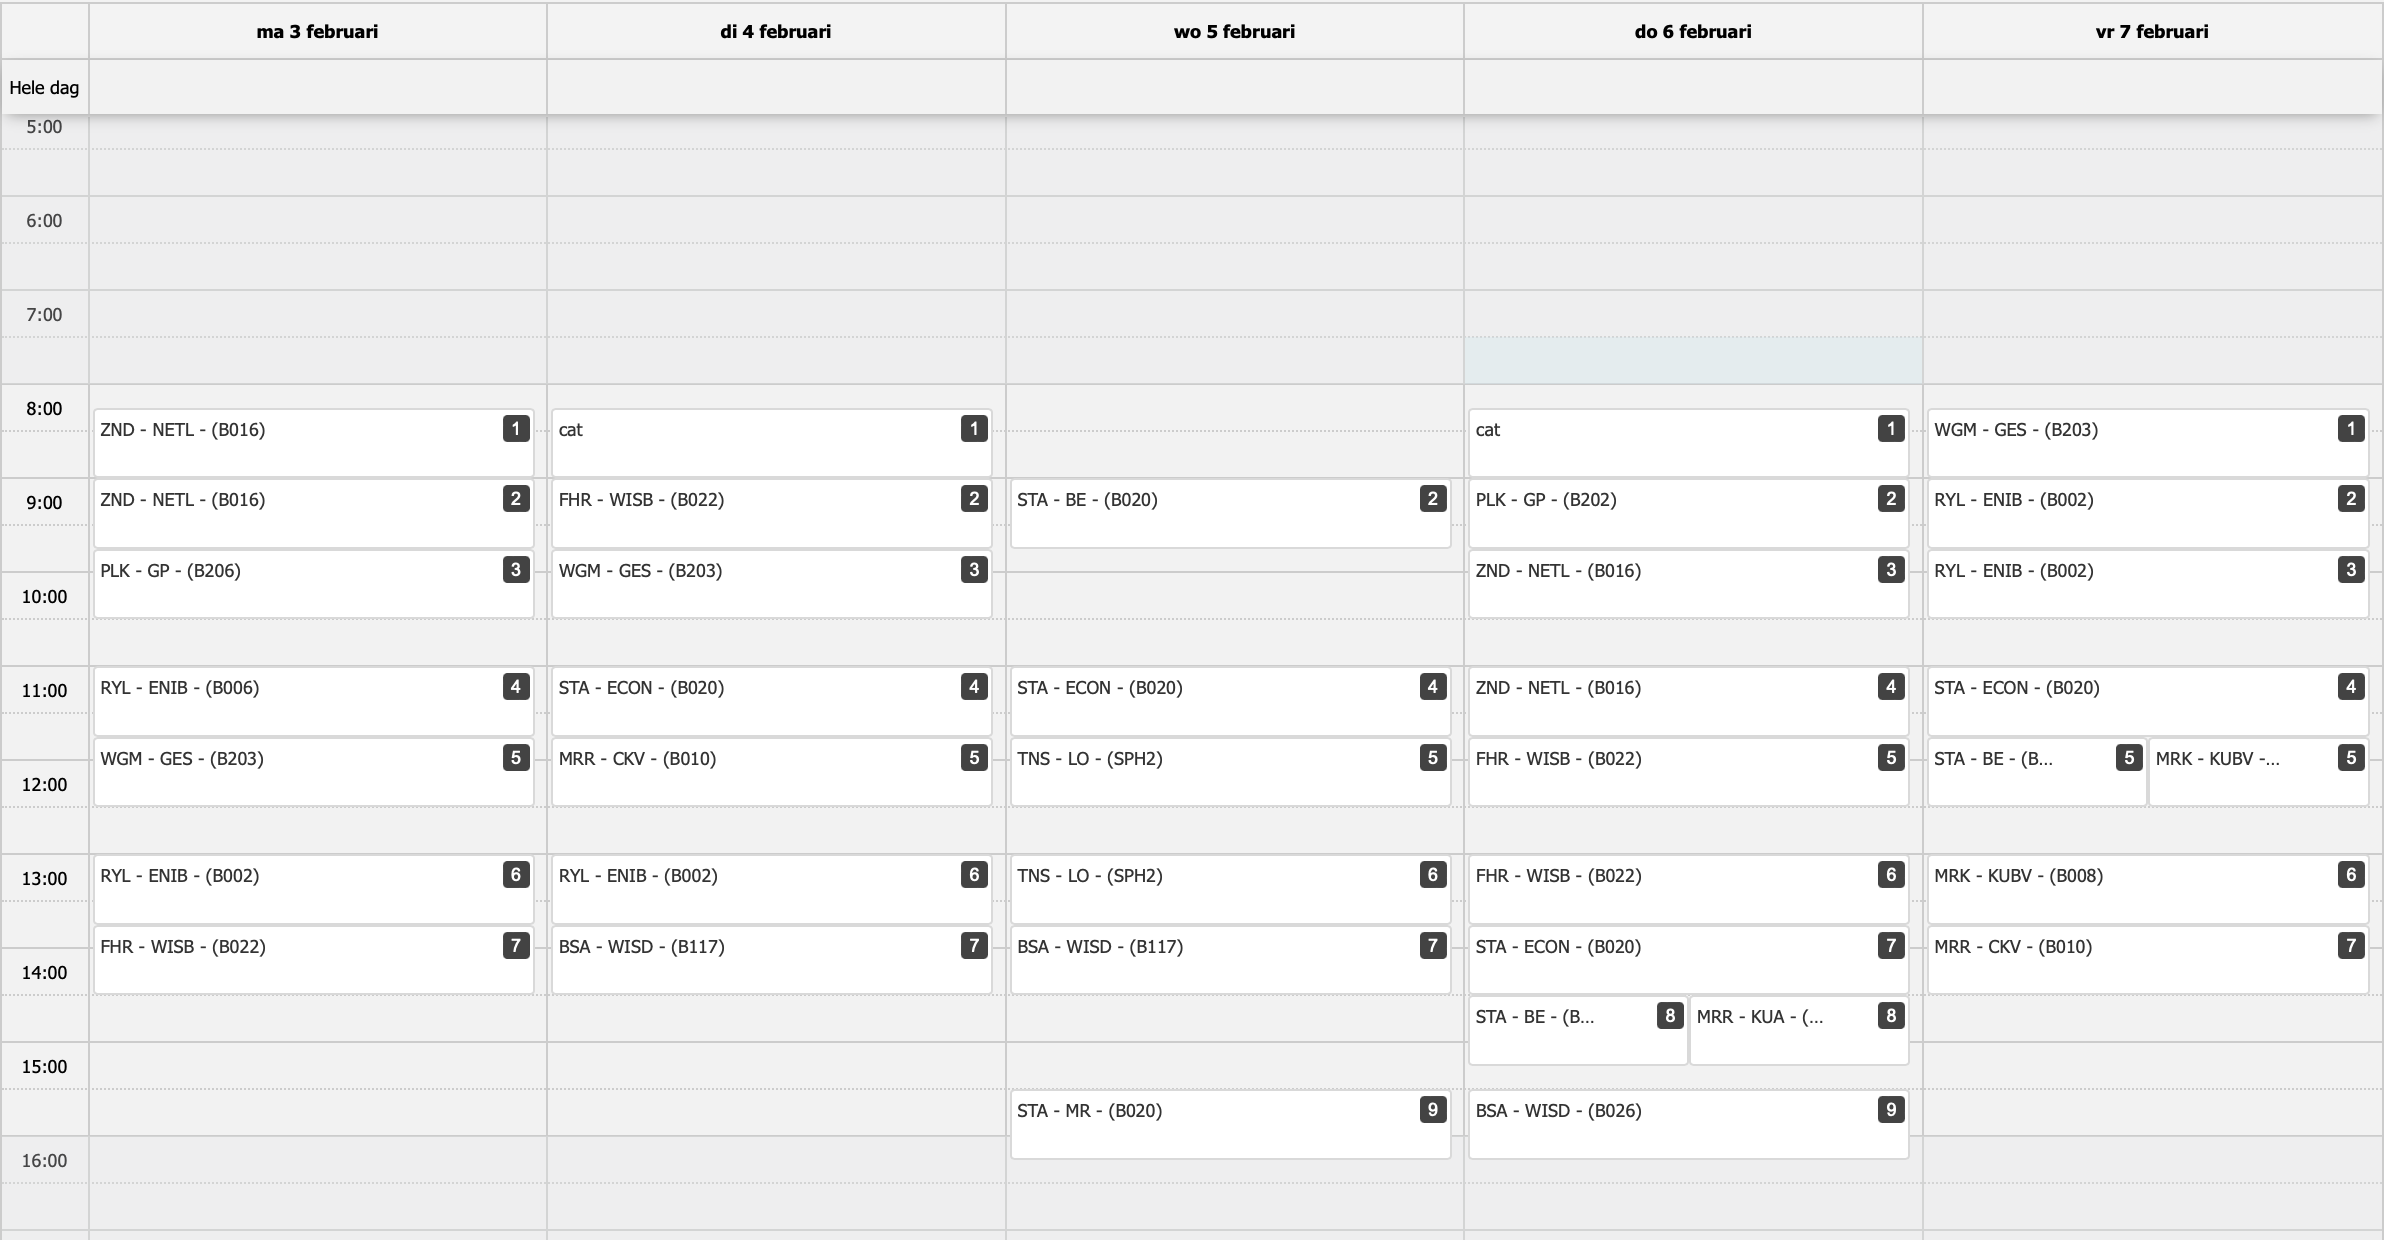 ma 3 februari di 4 februari wo 5 februari do 6 februari vr 7 februari
Hele dag
5:00
6:00
7:00
8:00
ZND - NETL - (B016) 1 cat 1 cat 1 WGM - GES - (B203) 1
9:00
ZND - NETL - (B016) 2 FHR - WISB - (B022) 2 STA - BE - (B020) 2 PLK - GP - (B202) 2 RYL - ENIB - (B002) 2
PLK - GP - (B206) 3 WGM - GES - (B203) 3 ZND - NETL - (B016) 3 RYL - ENIB - (B002) 3
10:00
11:00
RYL - ENIB - (B006) 4 STA - ECON - (B020) 4 STA - ECON - (B020) 4 ZND - NETL - (B016) 4 STA - ECON - (B020) 4
WGM - GES - (B203) 5 MRR - CKV - (B010) 5 TNS - LO - (SPH2) 5 FHR - WISB - (B022) 5 STA - BE - (B... 5 MRK - KUBV -... 5
12:00
13:00
RYL - ENIB - (B002) 6 RYL - ENIB - (B002) 6 TNS - LO - (SPH2) 6 FHR - WISB - (B022) 6 MRK - KUBV - (B008) 6
FHR - WISB - (B022) 7 BSA - WISD - (B117) 7 BSA - WISD - (B117) 7 STA - ECON - (B020) 7 MRR - CKV - (B010) 7
14:00
STA - BE - (B... 8 MRR - KUA - (... 8
15:00
STA - MR - (B020) 9 BSA - WISD - (B026) 9
16:00